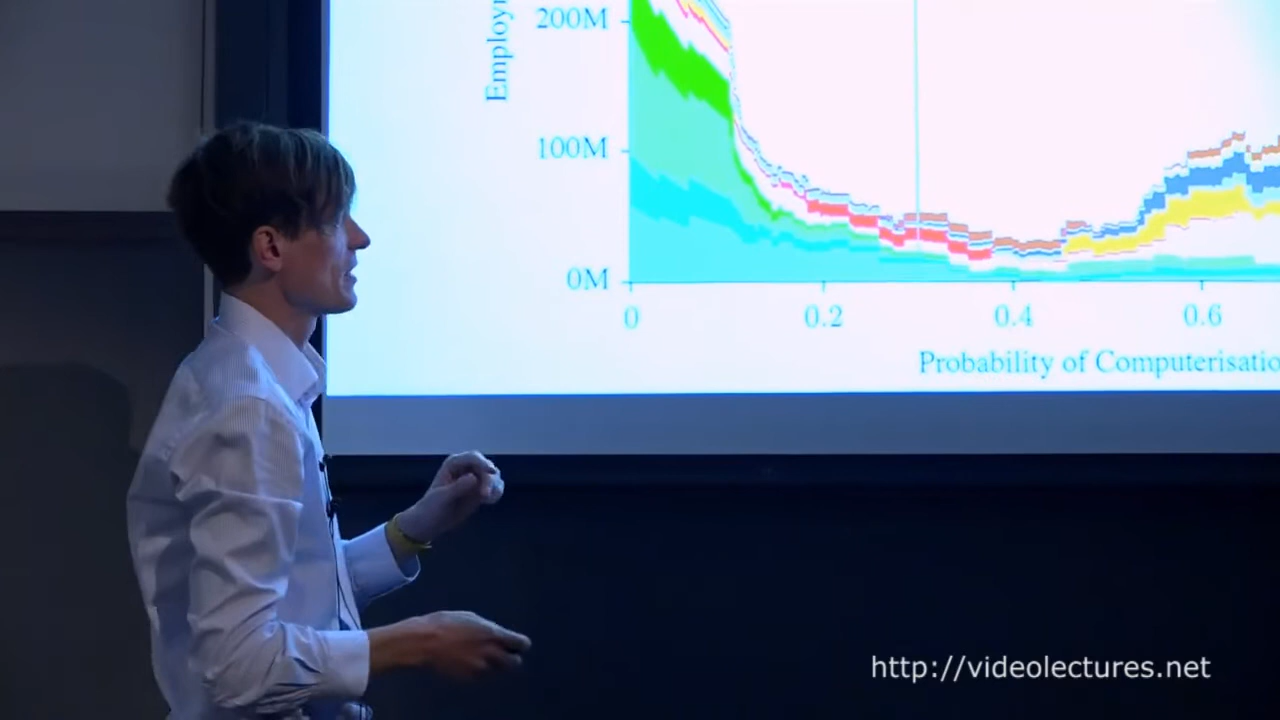 200M
Employ
100M
0M
0
0.2
0.4
0.6
Probability of Computerisatio
http://videolectures.net